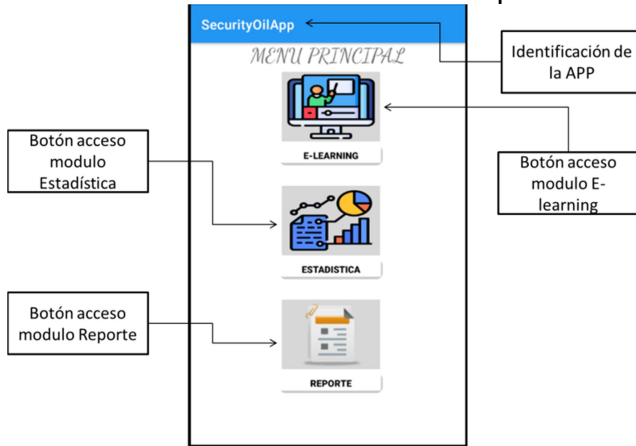 SecurityOilApp
MENU PRINCIPAL
Identificación de
la APP
E-LEARNING
Botón acceso
modulo
Estadística
Botón acceso
modulo E-
learning
ESTADISTICA
Botón acceso
modulo Reporte
REPORTE